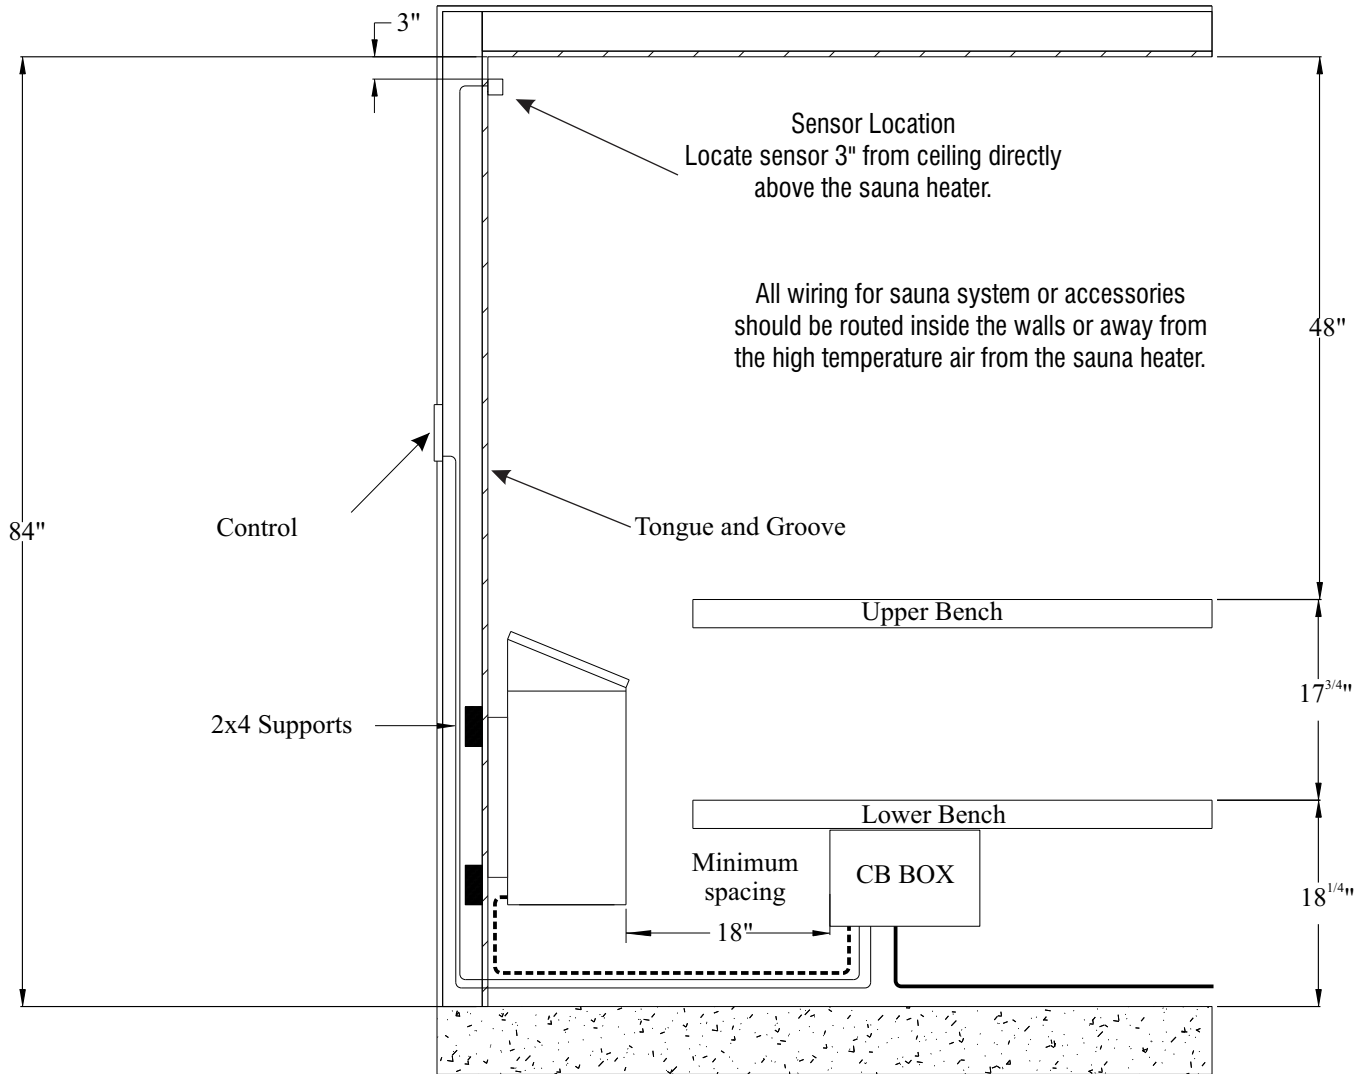 3"
Sensor Location
Locate sensor 3" from ceiling directly
above the sauna heater.
All wiring for sauna system or accessories
should be routed inside the walls or away from
the high temperature air from the sauna heater.
48"
84"
Control
Tongue and Groove
Upper Bench
17 3/4"
2x4 Supports
Lower Bench
Minimum
spacing
CB BOX
18 1/4"
18"